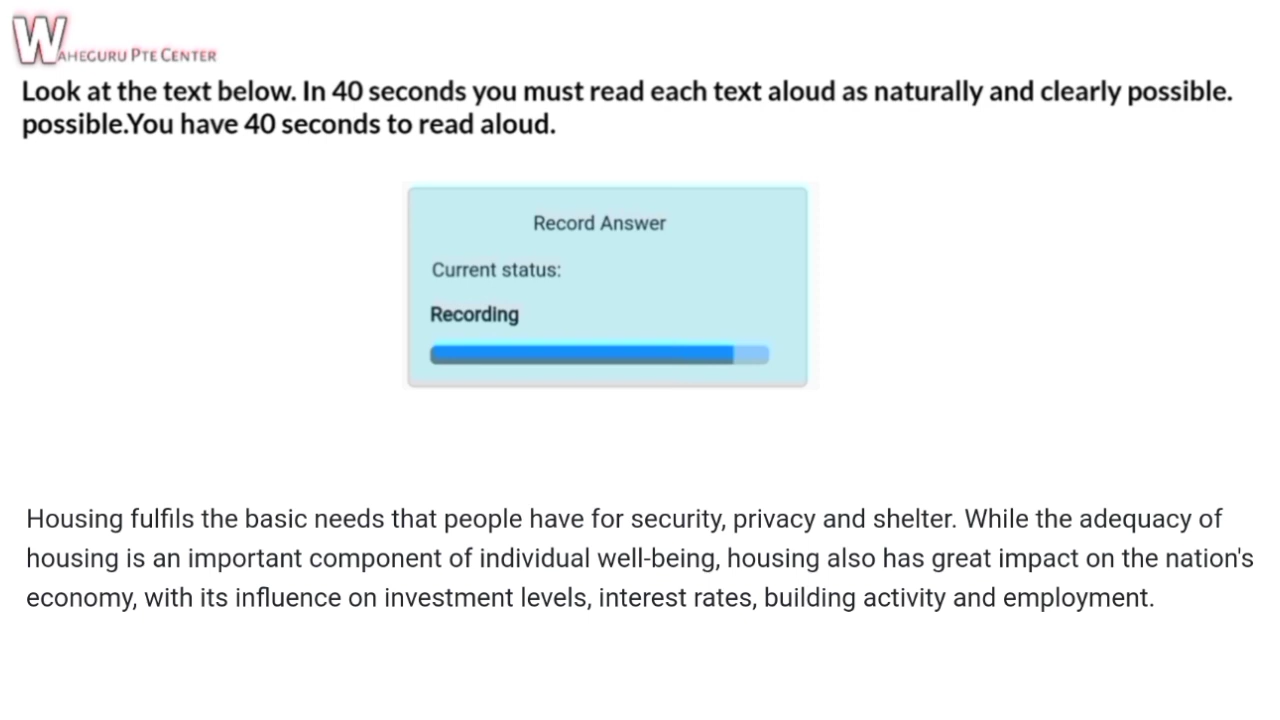 WAHEGURU PTE CENTER
Look at the text below. In 40 seconds you must read each text aloud as naturally and clearly possible.
possible.You have 40 seconds to read aloud.
Record Answer
Current status:
Recording
Housing fulfils the basic needs that people have for security, privacy and shelter. While the adequacy of
housing is an important component of individual well-being, housing also has great impact on the nation's
economy, with its influence on investment levels, interest rates, building activity and employment.